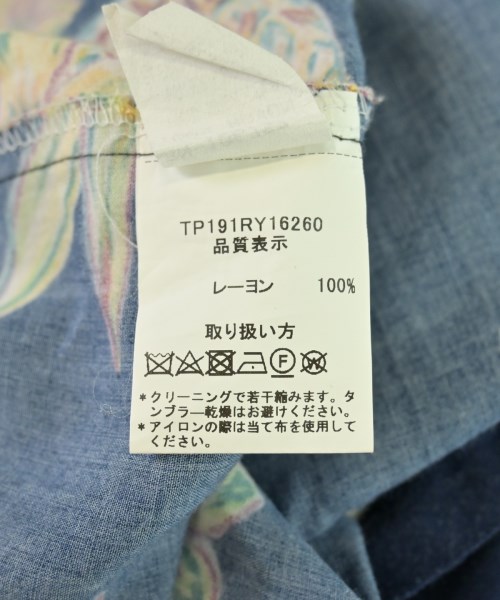 TP191RY16260
品質表示
レーヨン 100%
取り扱い方
F W
*クリーニングで若干縮みます。タ
ンブラー乾燥はお避けください。
*アイロンの際は当て布を使用して
ください。